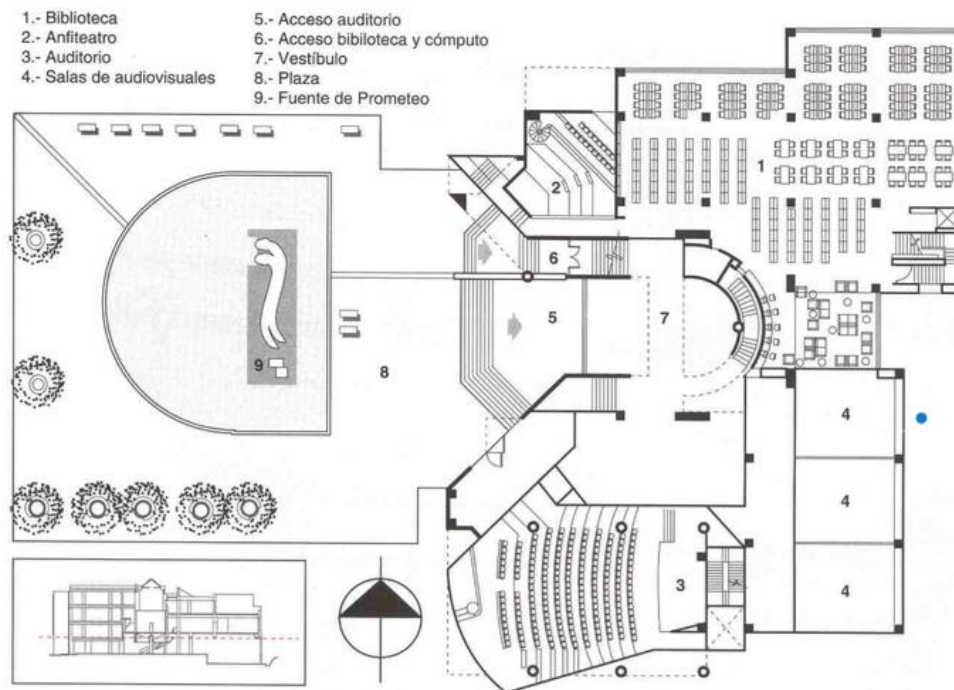 1.- Biblioteca
2.- Anfiteatro
3.- Auditorio
4.- Salas de audiovisuales
5.- Acceso auditorio
6.- Acceso bibiloteca y cómputo
7.- Vestíbulo
8.- Plaza
9.- Fuente de Prometeo
1
2
6
5
7
9
8
4
4
3
4